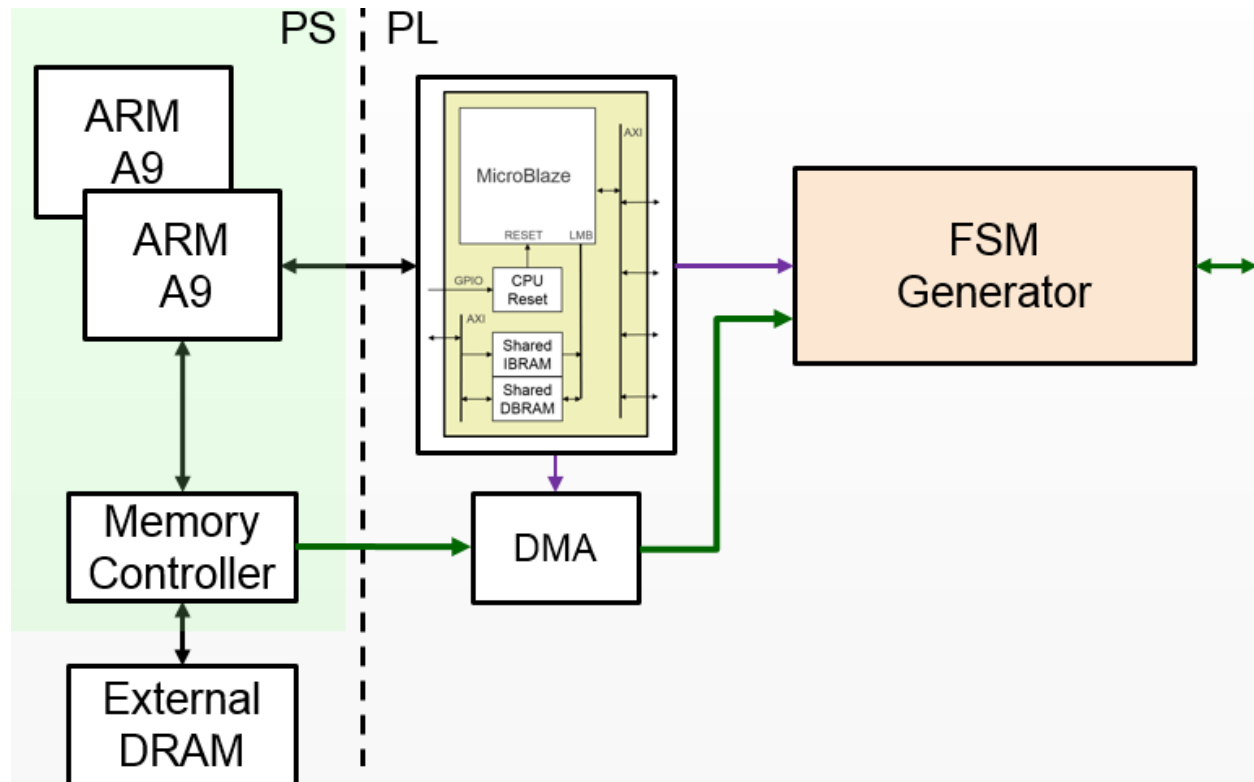 PS
PL
ARM
A9
ARM
A9
AXI
MicroBlaze
RESET
LMB
GPIO
CPU
Reset
AXI
Shared
IBRAM
Shared
DBRAM
FSM
Generator
Memory
Controller
DMA
External
DRAM